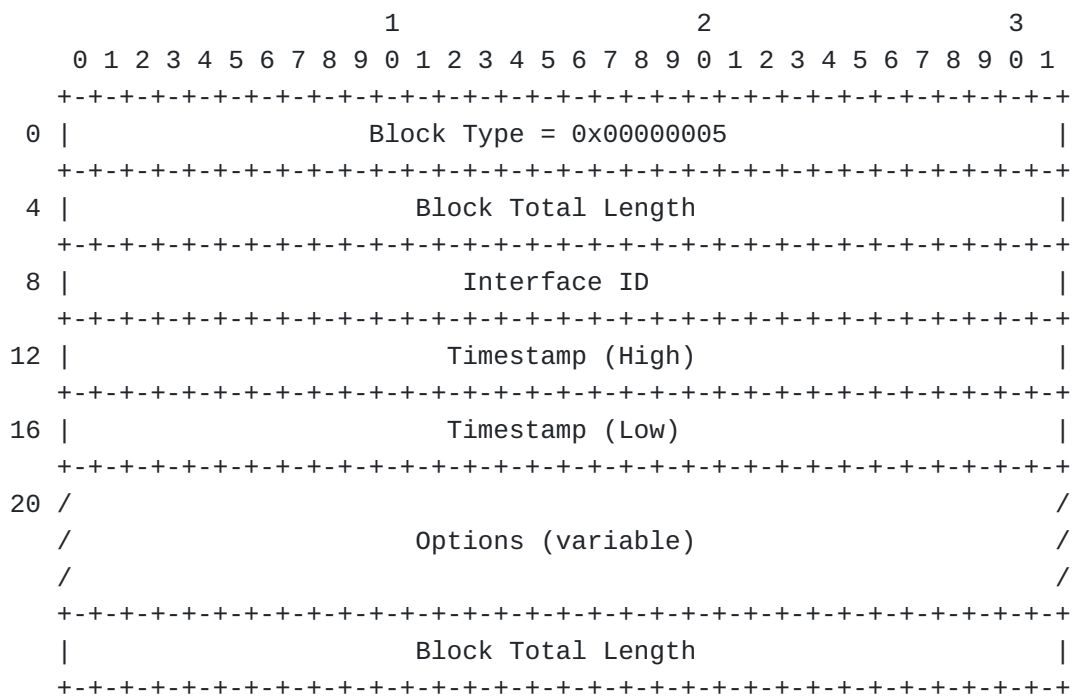 1                   2                   3
    0 1 2 3 4 5 6 7 8 9 0 1 2 3 4 5 6 7 8 9 0 1 2 3 4 5 6 7 8 9 0 1
   +-+-+-+-+-+-+-+-+-+-+-+-+-+-+-+-+-+-+-+-+-+-+-+-+-+-+-+-+-+-+-+-+
 0 |                   Block Type = 0x00000005                     |
   +-+-+-+-+-+-+-+-+-+-+-+-+-+-+-+-+-+-+-+-+-+-+-+-+-+-+-+-+-+-+-+-+
 4 |                      Block Total Length                       |
   +-+-+-+-+-+-+-+-+-+-+-+-+-+-+-+-+-+-+-+-+-+-+-+-+-+-+-+-+-+-+-+-+
 8 |                         Interface ID                          |
   +-+-+-+-+-+-+-+-+-+-+-+-+-+-+-+-+-+-+-+-+-+-+-+-+-+-+-+-+-+-+-+-+
12 |                        Timestamp (High)                       |
   +-+-+-+-+-+-+-+-+-+-+-+-+-+-+-+-+-+-+-+-+-+-+-+-+-+-+-+-+-+-+-+-+
16 |                        Timestamp (Low)                        |
   +-+-+-+-+-+-+-+-+-+-+-+-+-+-+-+-+-+-+-+-+-+-+-+-+-+-+-+-+-+-+-+-+
20 /                                                               /
   /                      Options (variable)                       /
   /                                                               /
   +-+-+-+-+-+-+-+-+-+-+-+-+-+-+-+-+-+-+-+-+-+-+-+-+-+-+-+-+-+-+-+-+
   |                      Block Total Length                       |
   +-+-+-+-+-+-+-+-+-+-+-+-+-+-+-+-+-+-+-+-+-+-+-+-+-+-+-+-+-+-+-+-+